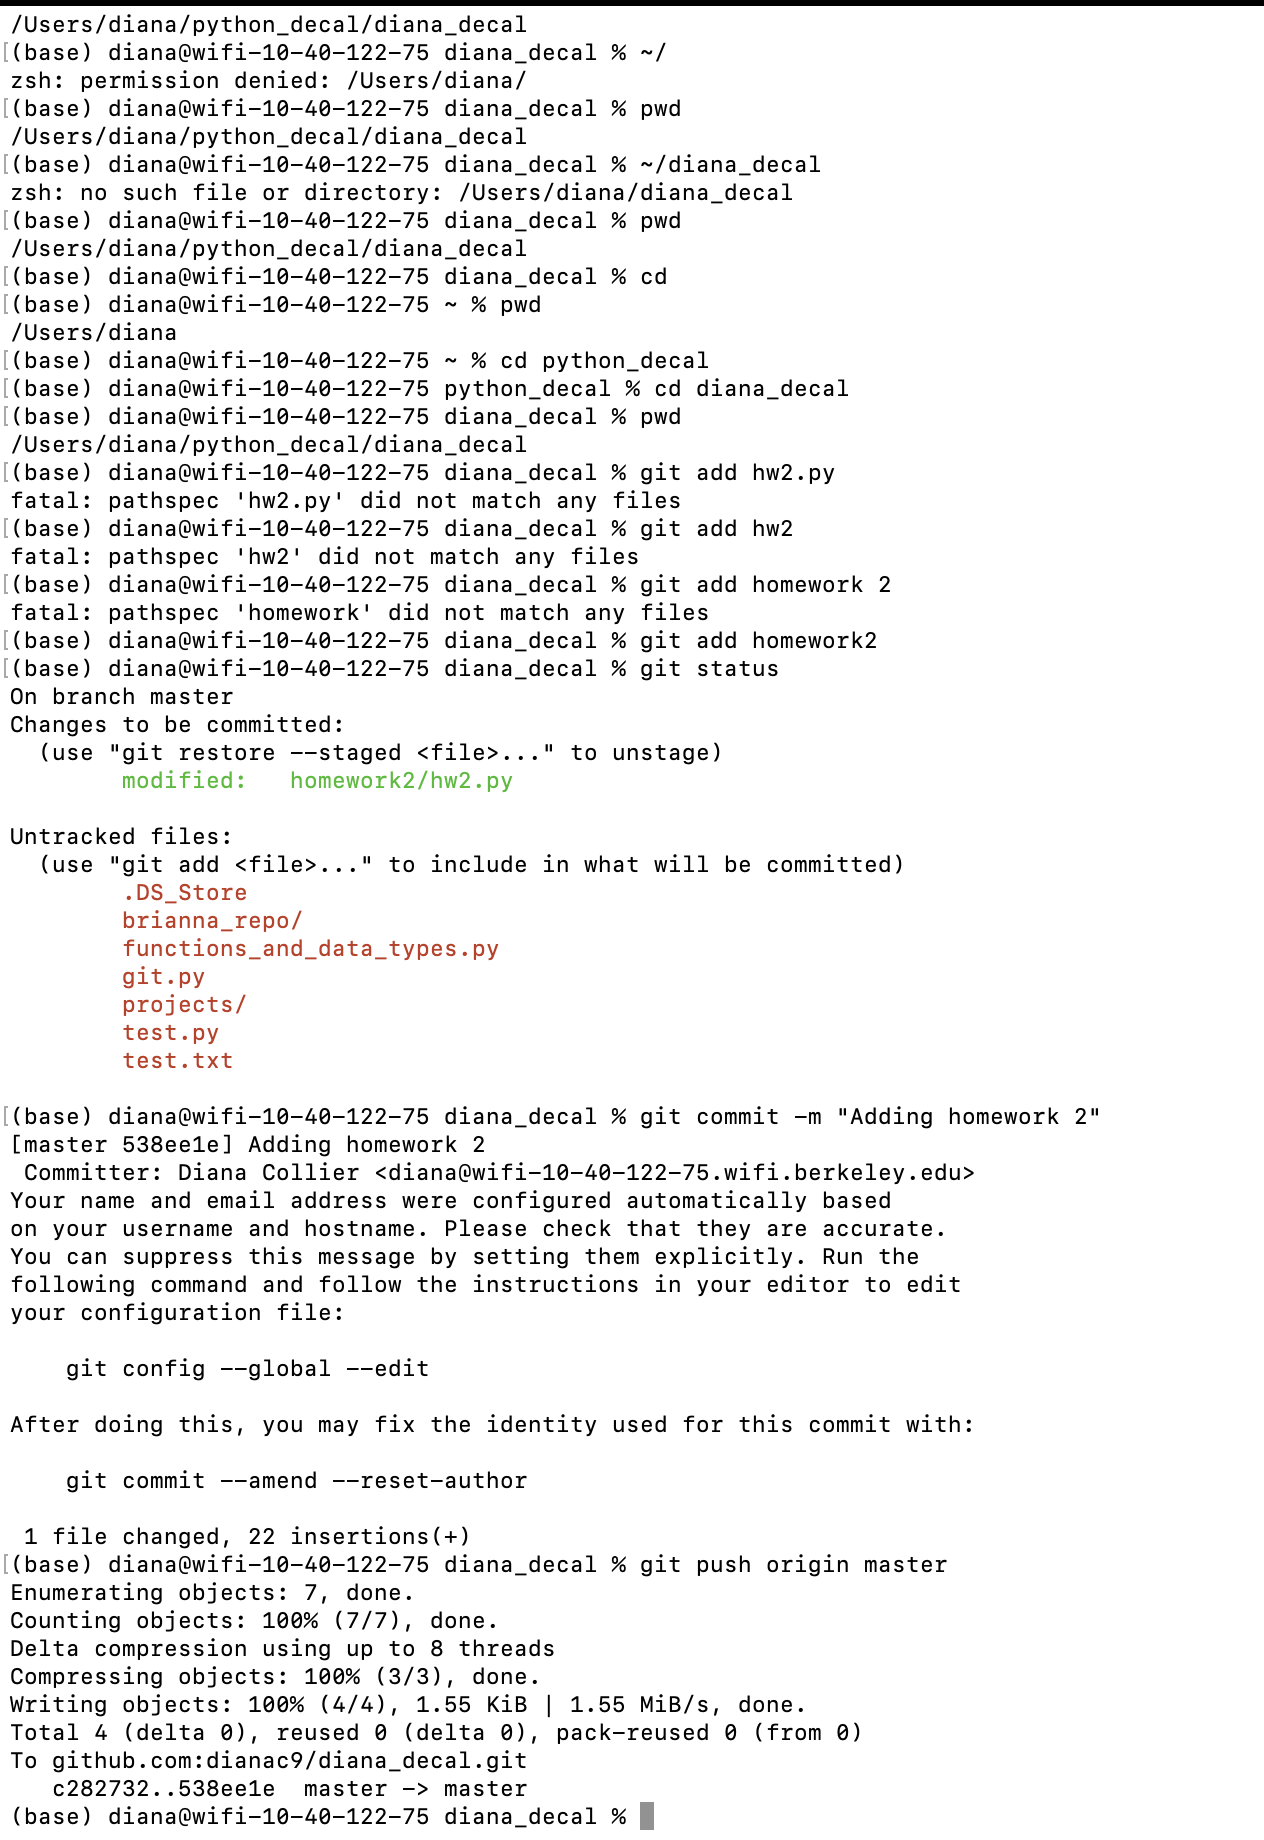 /Users/diana/python_decal/diana_decal
[(base) diana@wifi-10-40-122-75 diana_decal % ~/
zsh: permission denied: /Users/diana/
[(base) diana@wifi-10-40-122-75 diana_decal % pwd
/Users/diana/python_decal/diana_decal
[(base) diana@wifi-10-40-122-75 diana_decal % ~/diana_decal
zsh: no such file or directory: /Users/diana/diana_decal
[(base) diana@wifi-10-40-122-75 diana_decal % pwd
/Users/diana/python_decal/diana_decal
[(base) diana@wifi-10-40-122-75 diana_decal % cd
[(base) diana@wifi-10-40-122-75 ~ % pwd
/Users/diana
[(base) diana@wifi-10-40-122-75 ~ % cd python_decal
[(base) diana@wifi-10-40-122-75 python_decal % cd diana_decal
[(base) diana@wifi-10-40-122-75 diana_decal % pwd
/Users/diana/python_decal/diana_decal
[(base) diana@wifi-10-40-122-75 diana_decal % git add hw2.py
fatal: pathspec 'hw2.py' did not match any files
[(base) diana@wifi-10-40-122-75 diana_decal % git add hw2
fatal: pathspec 'hw2' did not match any files
[(base) diana@wifi-10-40-122-75 diana_decal % git add homework 2
fatal: pathspec 'homework' did not match any files
[(base) diana@wifi-10-40-122-75 diana_decal % git add homework2
[(base) diana@wifi-10-40-122-75 diana_decal % git status
On branch master
Changes to be committed:
  (use "git restore --staged <file>..." to unstage)
        modified:   homework2/hw2.py

Untracked files:
  (use "git add <file>..." to include in what will be committed)
        .DS_Store
        brianna_repo/
        functions_and_data_types.py
        git.py
        projects/
        test.py
        test.txt

[(base) diana@wifi-10-40-122-75 diana_decal % git commit -m "Adding homework 2"
[master 538ee1e] Adding homework 2
 Committer: Diana Collier <diana@wifi-10-40-122-75.wifi.berkeley.edu>
Your name and email address were configured automatically based
on your username and hostname. Please check that they are accurate.
You can suppress this message by setting them explicitly. Run the
following command and follow the instructions in your editor to edit
your configuration file:

    git config --global --edit

After doing this, you may fix the identity used for this commit with:

    git commit --amend --reset-author

 1 file changed, 22 insertions(+)
[(base) diana@wifi-10-40-122-75 diana_decal % git push origin master
Enumerating objects: 7, done.
Counting objects: 100% (7/7), done.
Delta compression using up to 8 threads
Compressing objects: 100% (3/3), done.
Writing objects: 100% (4/4), 1.55 KiB | 1.55 MiB/s, done.
Total 4 (delta 0), reused 0 (delta 0), pack-reused 0 (from 0)
To github.com:dianac9/diana_decal.git
   c282732..538ee1e  master -> master
(base) diana@wifi-10-40-122-75 diana_decal %